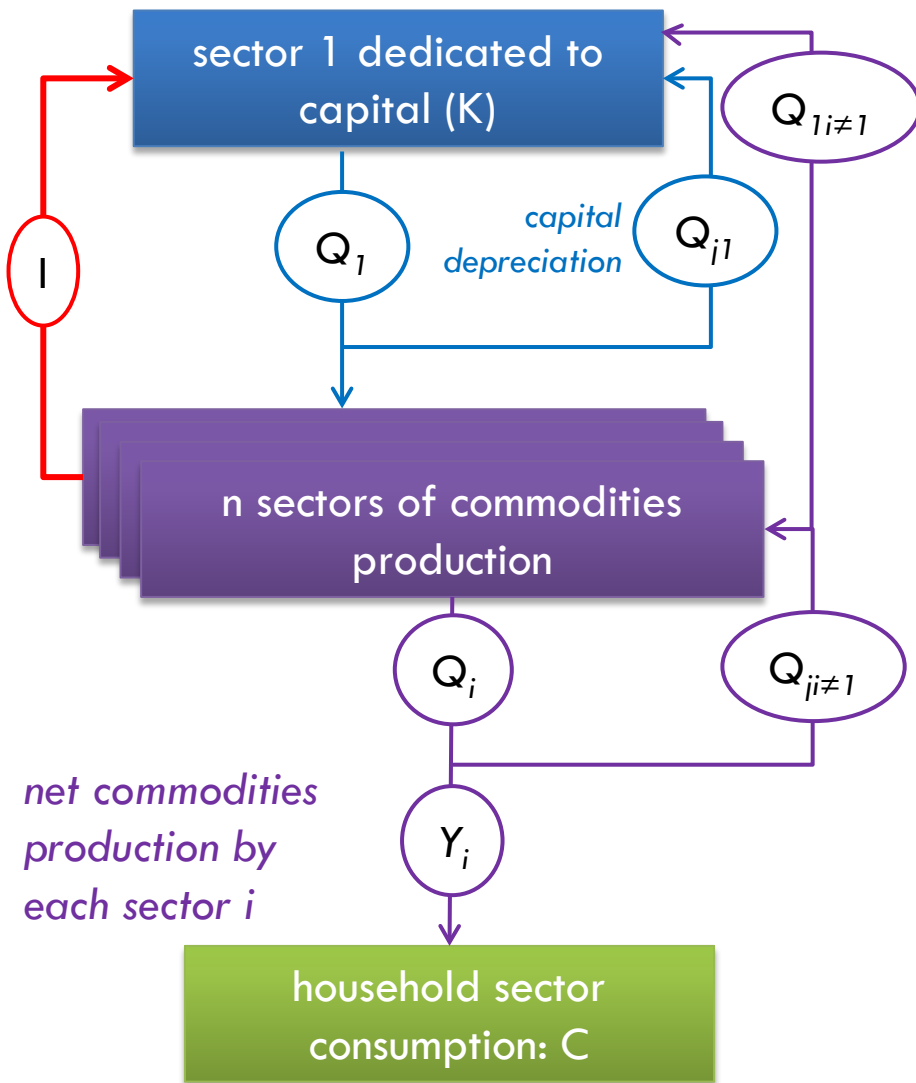 sector 1 dedicated to
capital (K)
Q1i≠1
I
Q1
capital
depreciation
Qj1
n sectors of commodities
production
Qi
Qji≠1
net commodities
production by
each sector i
Yi
household sector
consumption: C